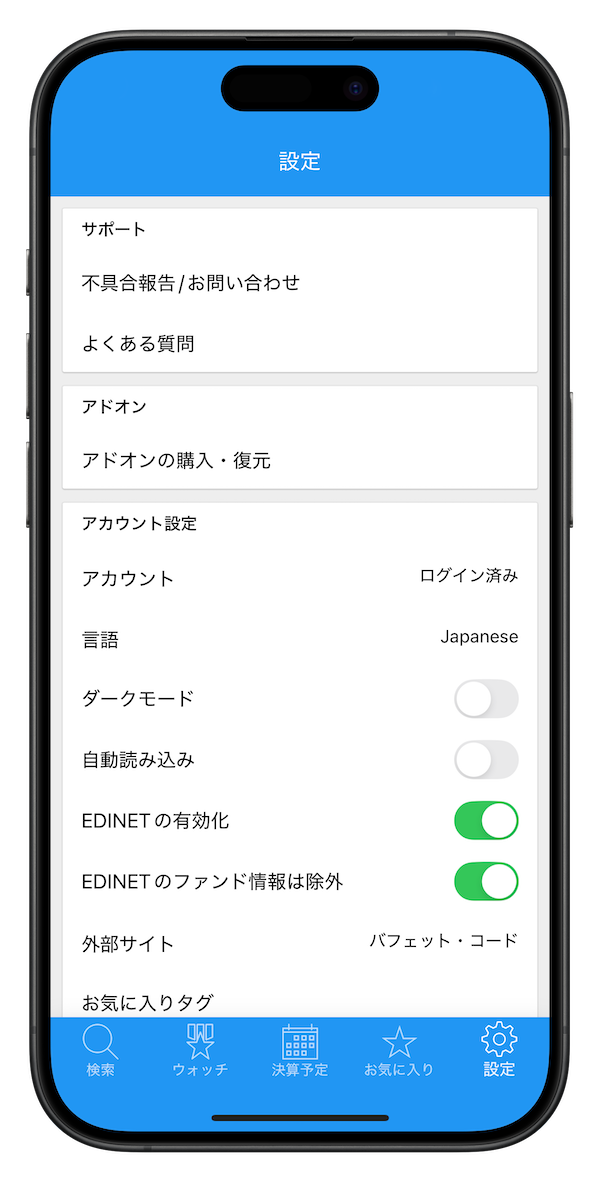 設定
サポート
不具合報告/お問い合わせ
よくある質問
アドオン
アドオンの購入・復元
アカウント設定
アカウント ログイン済み
言語 Japanese
ダークモード
自動読み込み
EDINETの有効化
EDINETのファンド情報は除外
外部サイト バフェット・コード
お気に入りタグ
検索 ウォッチ 決算予定 お気に入り 設定